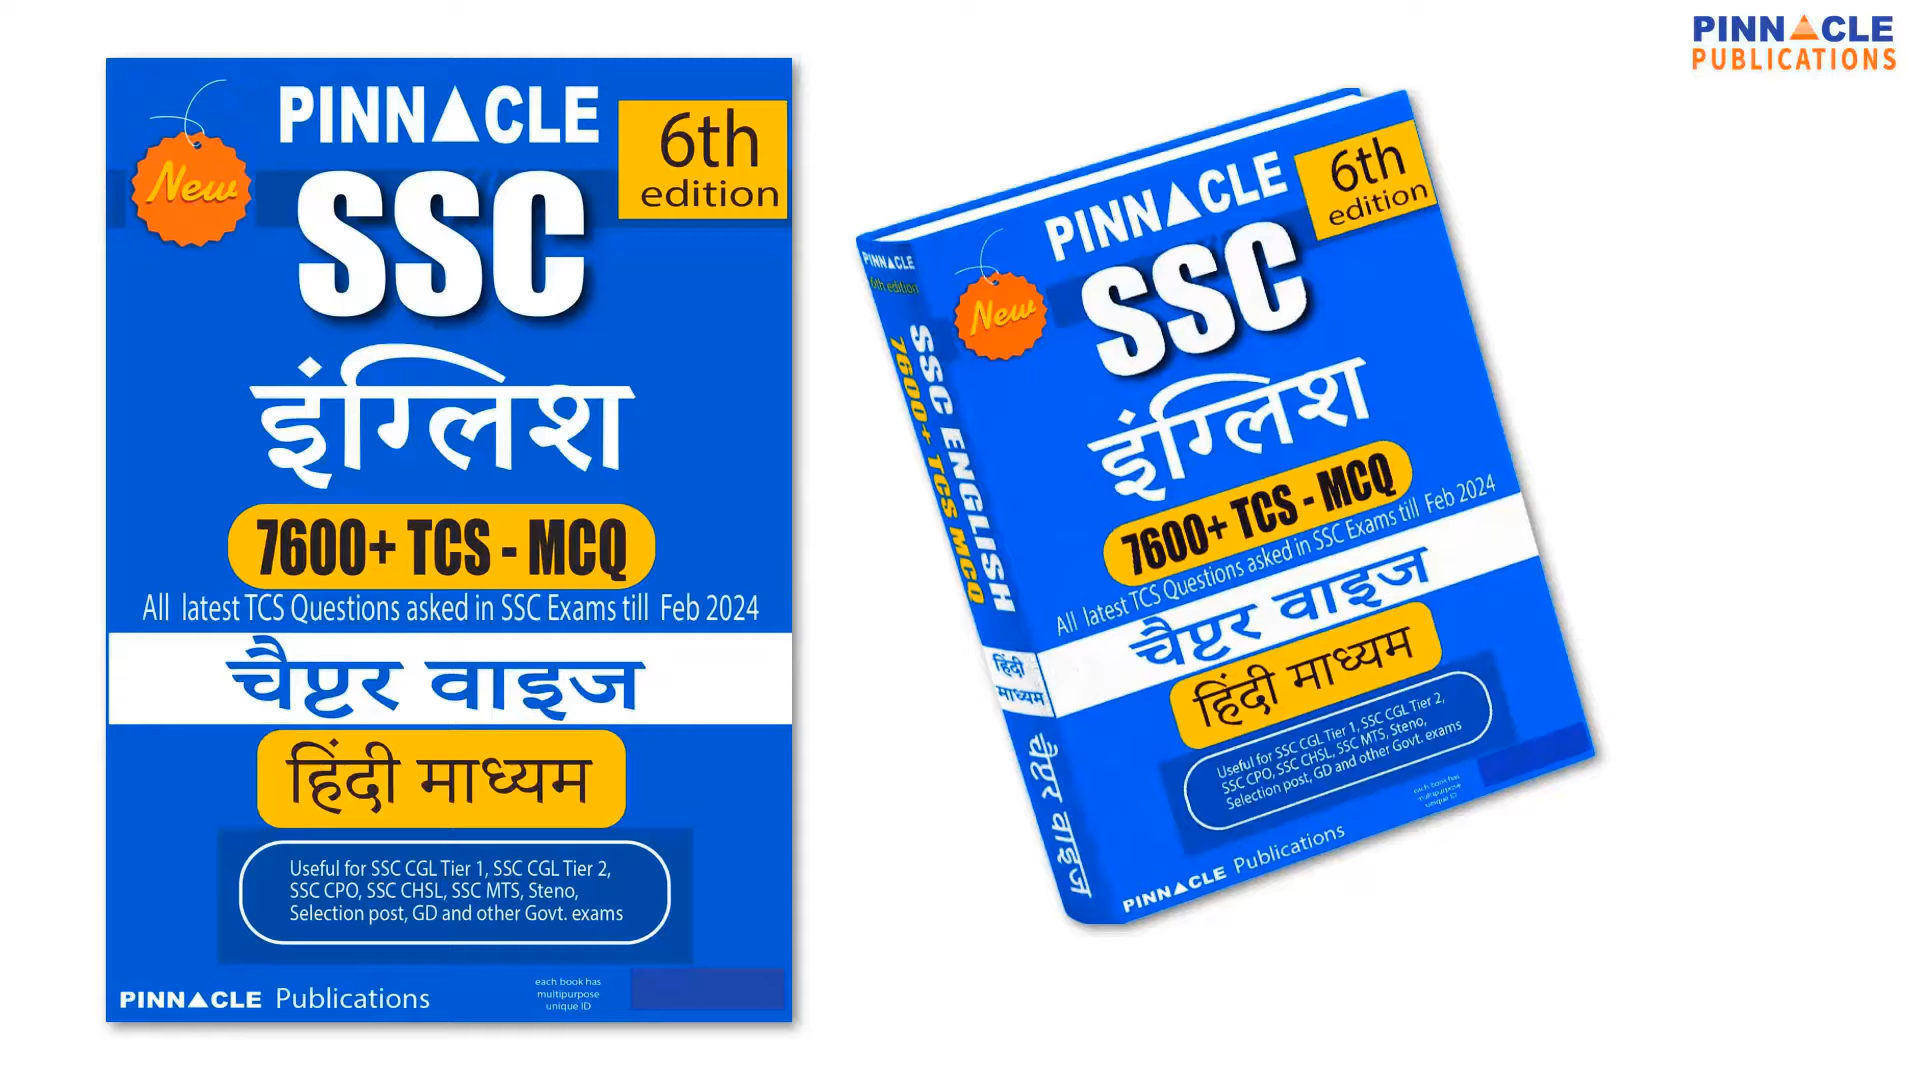 PINNACLE
PUBLICATIONS
PINNACLE
New
6th
edition
SSC
इंग्लिश
7600+ TCS - MCQ
All latest TCS Questions asked in SSC Exams till Feb 2024
चैप्टर वाइज
हिंदी माध्यम
Useful for SSC CGL Tier 1, SSC CGL Tier 2,
SSC CPO, SSC CHSL, SSC MTS, Steno,
Selection post, GD and other Govt. exams
PINNACLE Publications
each book has
multipurpose
unique ID
PINNACLE
6th edition
SSC ENGLISH
7600+ TCS MCQ
हिंदी
माध्यम
चैप्टर वाइज
PINNACLE
New
6th
edition
SSC
इंग्लिश
7600+ TCS - MCQ
All latest TCS Questions asked in SSC Exams till Feb 2024
चैप्टर वाइज
हिंदी माध्यम
Useful for SSC CGL Tier 1, SSC CGL Tier 2,
SSC CPO, SSC CHSL, SSC MTS, Steno,
Selection post, GD and other Govt. exams
each book has
multipurpose
unique ID
PINNACLE Publications